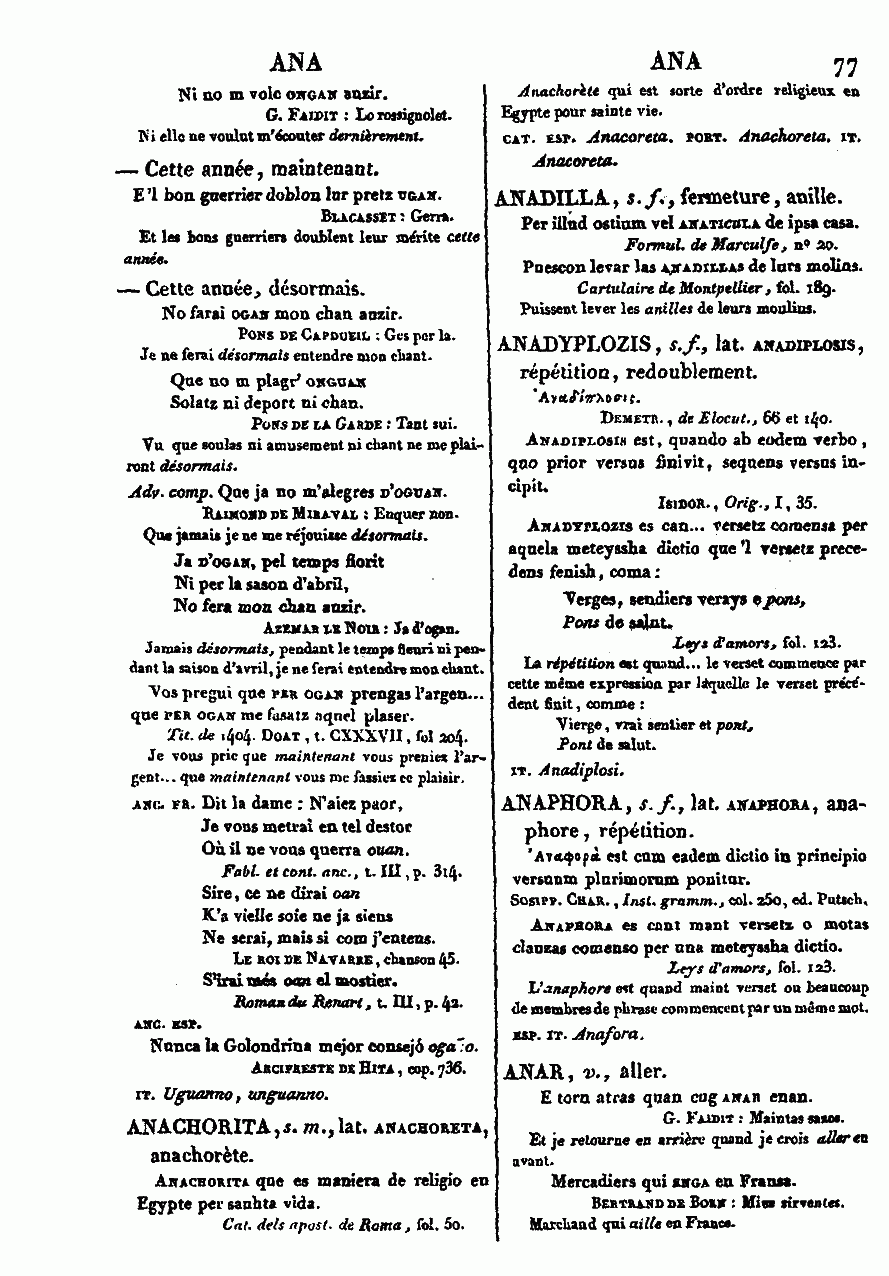 ANA
ANA
77
Ni no m volc ONGAN auzir.
G. FAIDIT : Lo rossignolet.
Ni elle ne voulut m'écouter dernièrement.
— Cette année, maintenant.
E 'l bon guerrier doblon lur pretz UGAN.
BLACASSET : Gerra.
Et les bons guerriers doublent leur mérite cette
année.
— Cette année, désormais.
No farai OGAN mon chan auzir.
PONS DE CAPDUEIL : Ges per la.
Je ne ferai désormais entendre mon chant.
Que no m plagr' ONGUAN
Solatz ni deport ni chan.
PONS DE LA GARDE : Tant sui.
Vu que soulas ni amusement ni chant ne me plai-
ront désormais.
Adv. comp. Que ja no m'alegres D'OGUAN.
RAIMOND DE MIRAVAL : Enquer non.
Que jamais je ne me réjouisse désormais.
Ja D'OGAN, pel temps florit
Ni per la sason d'abril,
No fera mon chan auzir.
AZEMAR LE NOIR : Ja d'ogan.
Jamais désormais, pendant le temps fleuri ni pen-
dant la saison d'avril, je ne ferai entendre mon chant.
Vos pregui que PER OGAN prengas l'argen...
que PER OGAN me fasatz aquel plaser.
Tit. de 1404. DOAT, t. CXXXVII, fol 204.
Je vous prie que maintenant vous preniez l'ar-
gent... que maintenant vous me fassiez ce plaisir.
ANC. FR. Dit la dame : N'aiez paor,
Je vous metrai en tel destor
Où il ne vous querra ouan.
Fabl. et cont. anc., t. III, p. 314.
Sire, ce ne dirai oan
K'a vielle soie ne ja siens
Ne serai, mais si com j'entens.
LE ROI DE NAVARRE, chanson 45.
S'irai més oan el mostier.
Roman du Renart, t. III, p. 42.
ANC. ESP.
Nunca la Golondrina mejor consejó ogaño.
ARCIPRESTE DE HITA, cop. 736.
IT. Uguanno, unguanno.
ANACHORITA, s. m., lat. ANACHORETA,
anachorète.
ANACHORITA que es maniera de religio en
Egypte per sanhta vida.
Cat. dels apost. de Roma, fol. 50.
Anachorète qui est sorte d'ordre religieux en
Egypte pour sainte vie.
CAT. ESP. Anacoreta. PORT. Anachoreta. IT.
Anacoreta.
ANADILLA, s. f., fermeture, anille.
Per illud ostium vel ANATICULA de ipsa casa.
Formul. de Marculfe, nº 20.
Puescon levar las ANADILLAS de lurs molins.
Cartulaire de Montpellier, fol. 189.
Puissent lever les anilles de leurs moulins.
ANADYPLOZIS, s. f., lat. ANADIPLOSIS,
répétition, redoublement.
Ἀναδίπλοσις.
DEMETR., de Elocut., 66 et 140.
ANADIPLOSIS est, quando ab eodem verbo,
quo prior versus finivit, sequens versus in-
cipit.
ISIDOR., Orig., I, 35.
ANADYPLOZIS es can... versetz comensa per
aquela meteyssha dictio que 'l versetz prece-
dens fenish, coma :
Verges, sendiers verays e pons,
Pons de salut.
Leys d'amors, fol. 123.
La répétition est quand... le verset commence par
cette même expression par laquelle le verset précé-
dent finit, comme :
Vierge, vrai sentier et pont,
Pont de salut.
IT. Anadiplosi.
ANAPHORA, s. f., lat. ANAPHORA, ana-
phore, répétition.
Ἀναφορὰ est cum eadem dictio in principio
versuum plurimorum ponitur.
SOSIPP. CHAR., Inst. gramm., col. 250, ed. Putsch.
ANAPHORA es cant mant versetz o motas
clauzas comenso per una meteyssha dictio.
Leys d'amors, fol. 123.
L'anaphore est quand maint verset ou beaucoup
de membres de phrase commencent par un même mot.
ESP. IT. Anafora.
ANAR, v., aller.
E torn atras quan cug ANAR enan.
G. FAIDIT : Maintas sazos.
Et je retourne en arrière quand je crois aller en
avant.
Mercadiers qui ANGA en Fransa.
BERTRAND DE BORN : Miez sirventes.
Marchand qui aille en France.